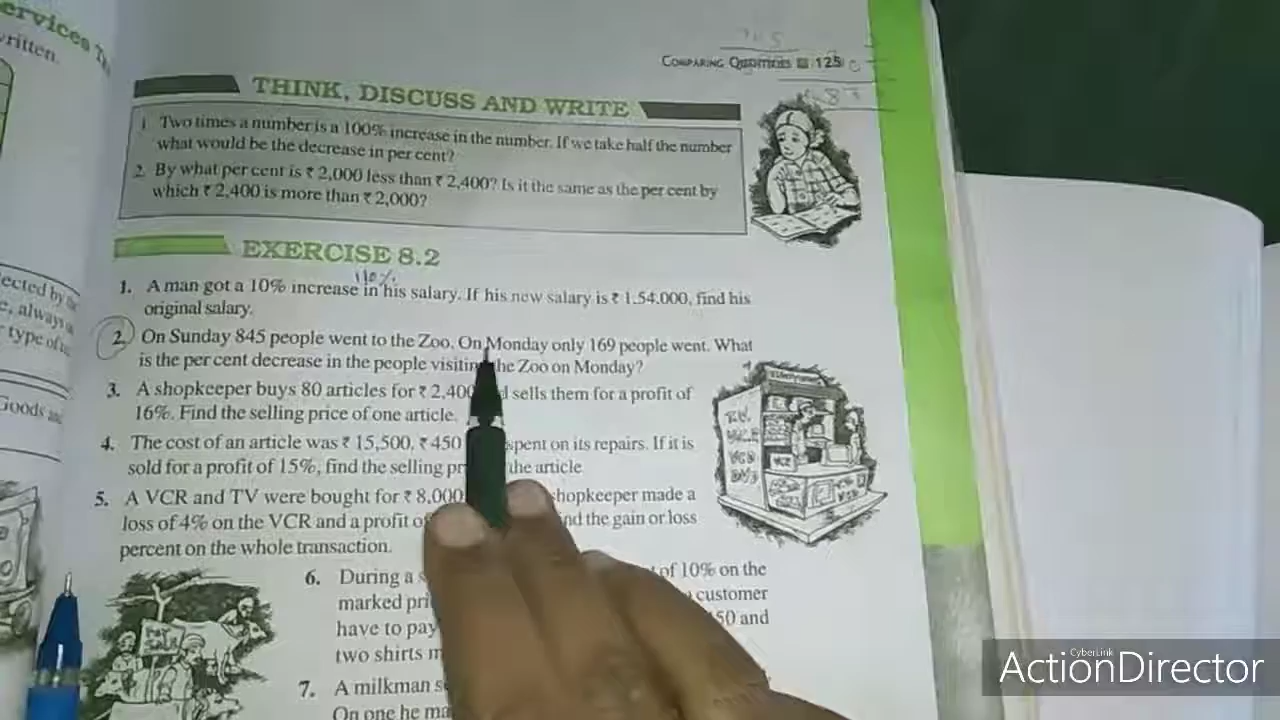 ervices T
written.
COMPARING QUANTITIES 125
THINK, DISCUSS AND WRITE
1. Two times a number is a 100% increase in the number. If we take half the number
what would be the decrease in per cent?
2. By what per cent is ₹ 2,000 less than ₹ 2,400? Is it the same as the per cent by
which ₹ 2,400 is more than ₹ 2,000?
EXERCISE 8.2
110%
1. A man got a 10% increase in his salary. If his new salary is ₹ 1,54,000, find his
original salary.
2. On Sunday 845 people went to the Zoo. On Monday only 169 people went. What
is the per cent decrease in the people visiting the Zoo on Monday?
3. A shopkeeper buys 80 articles for ₹ 2,400 sells them for a profit of
16%. Find the selling price of one article.
4. The cost of an article was ₹ 15,500. ₹ 450 spent on its repairs. If it is
sold for a profit of 15%, find the selling the article
5. A VCR and TV were bought for ₹ 8,000 shopkeeper made a
loss of 4% on the VCR and a profit of nd the gain or loss
percent on the whole transaction.
6. During a of 10% on the
marked customer
have to pay 50 and
two shirts
7. A milkman
On one he
ected by
e, always
type of
Goods
CyberLink
ActionDirector